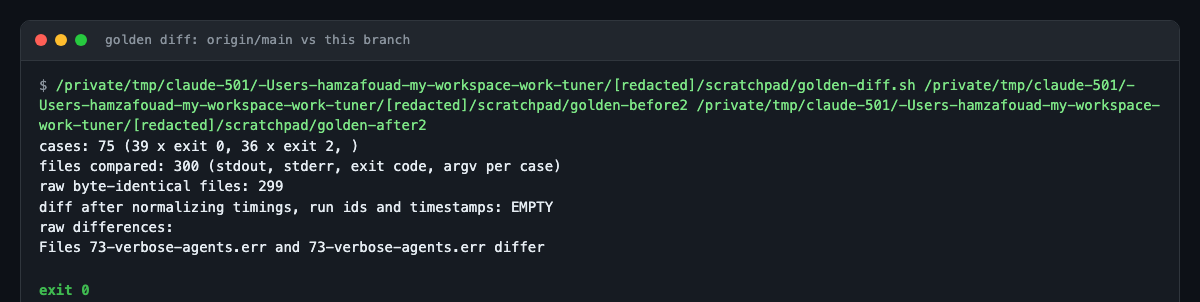 golden diff: origin/main vs this branch
$ /private/tmp/claude-501/-Users-hamzafouad-my-workspace-work-tuner/[redacted]/scratchpad/golden-diff.sh /private/tmp/claude-501/-
Users-hamzafouad-my-workspace-work-tuner/[redacted]/scratchpad/golden-before2 /private/tmp/claude-501/-Users-hamzafouad-my-workspace-
work-tuner/[redacted]/scratchpad/golden-after2
cases: 75 (39 x exit 0, 36 x exit 2, )
files compared: 300 (stdout, stderr, exit code, argv per case)
raw byte-identical files: 299
diff after normalizing timings, run ids and timestamps: EMPTY
raw differences:
Files 73-verbose-agents.err and 73-verbose-agents.err differ
exit 0